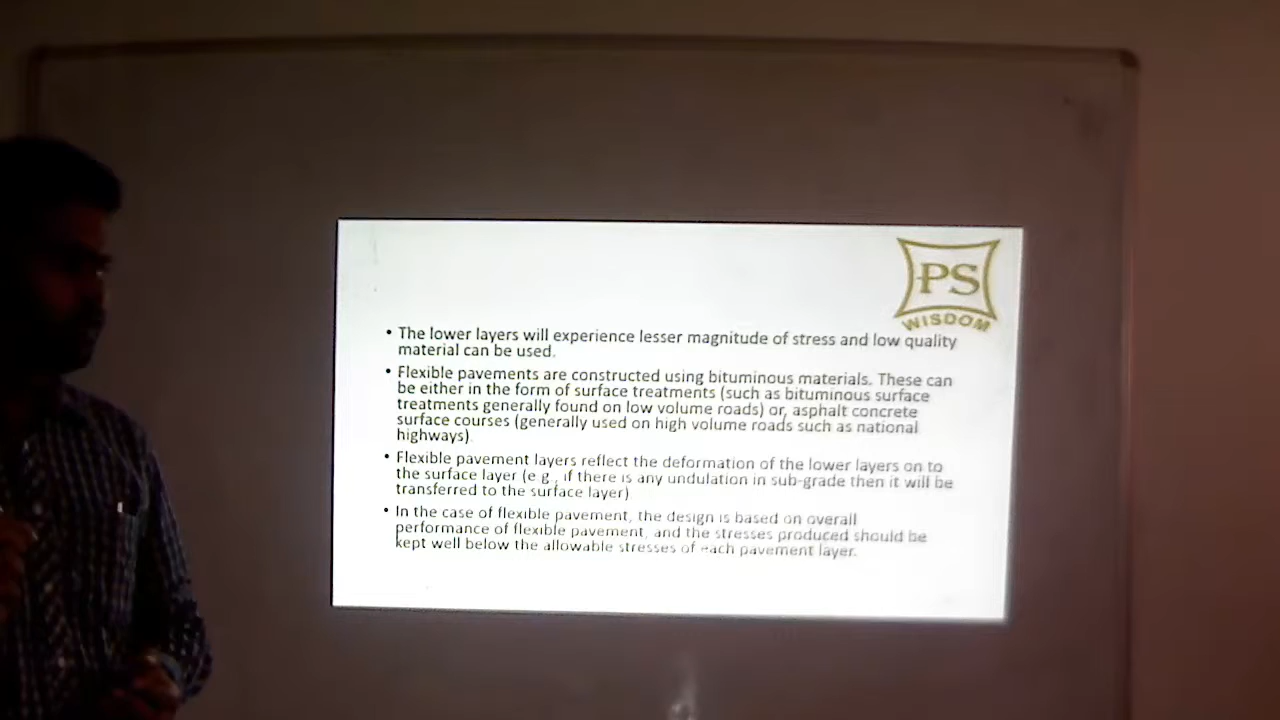 PS
WISDOM
• The lower layers will experience lesser magnitude of stress and low quality
material can be used.
• Flexible pavements are constructed using bituminous materials. These can
be either in the form of surface treatments (such as bituminous surface
treatments generally found on low volume roads) or, asphalt concrete
surface courses (generally used on high volume roads such as national
highways).
• Flexible pavement layers reflect the deformation of the lower layers on to
the surface layer (e.g., if there is any undulation in sub-grade then it will be
transferred to the surface layer).
• In the case of flexible pavement, the design is based on overall
performance of flexible pavement, and the stresses produced should be
kept well below the allowable stresses of each pavement layer.